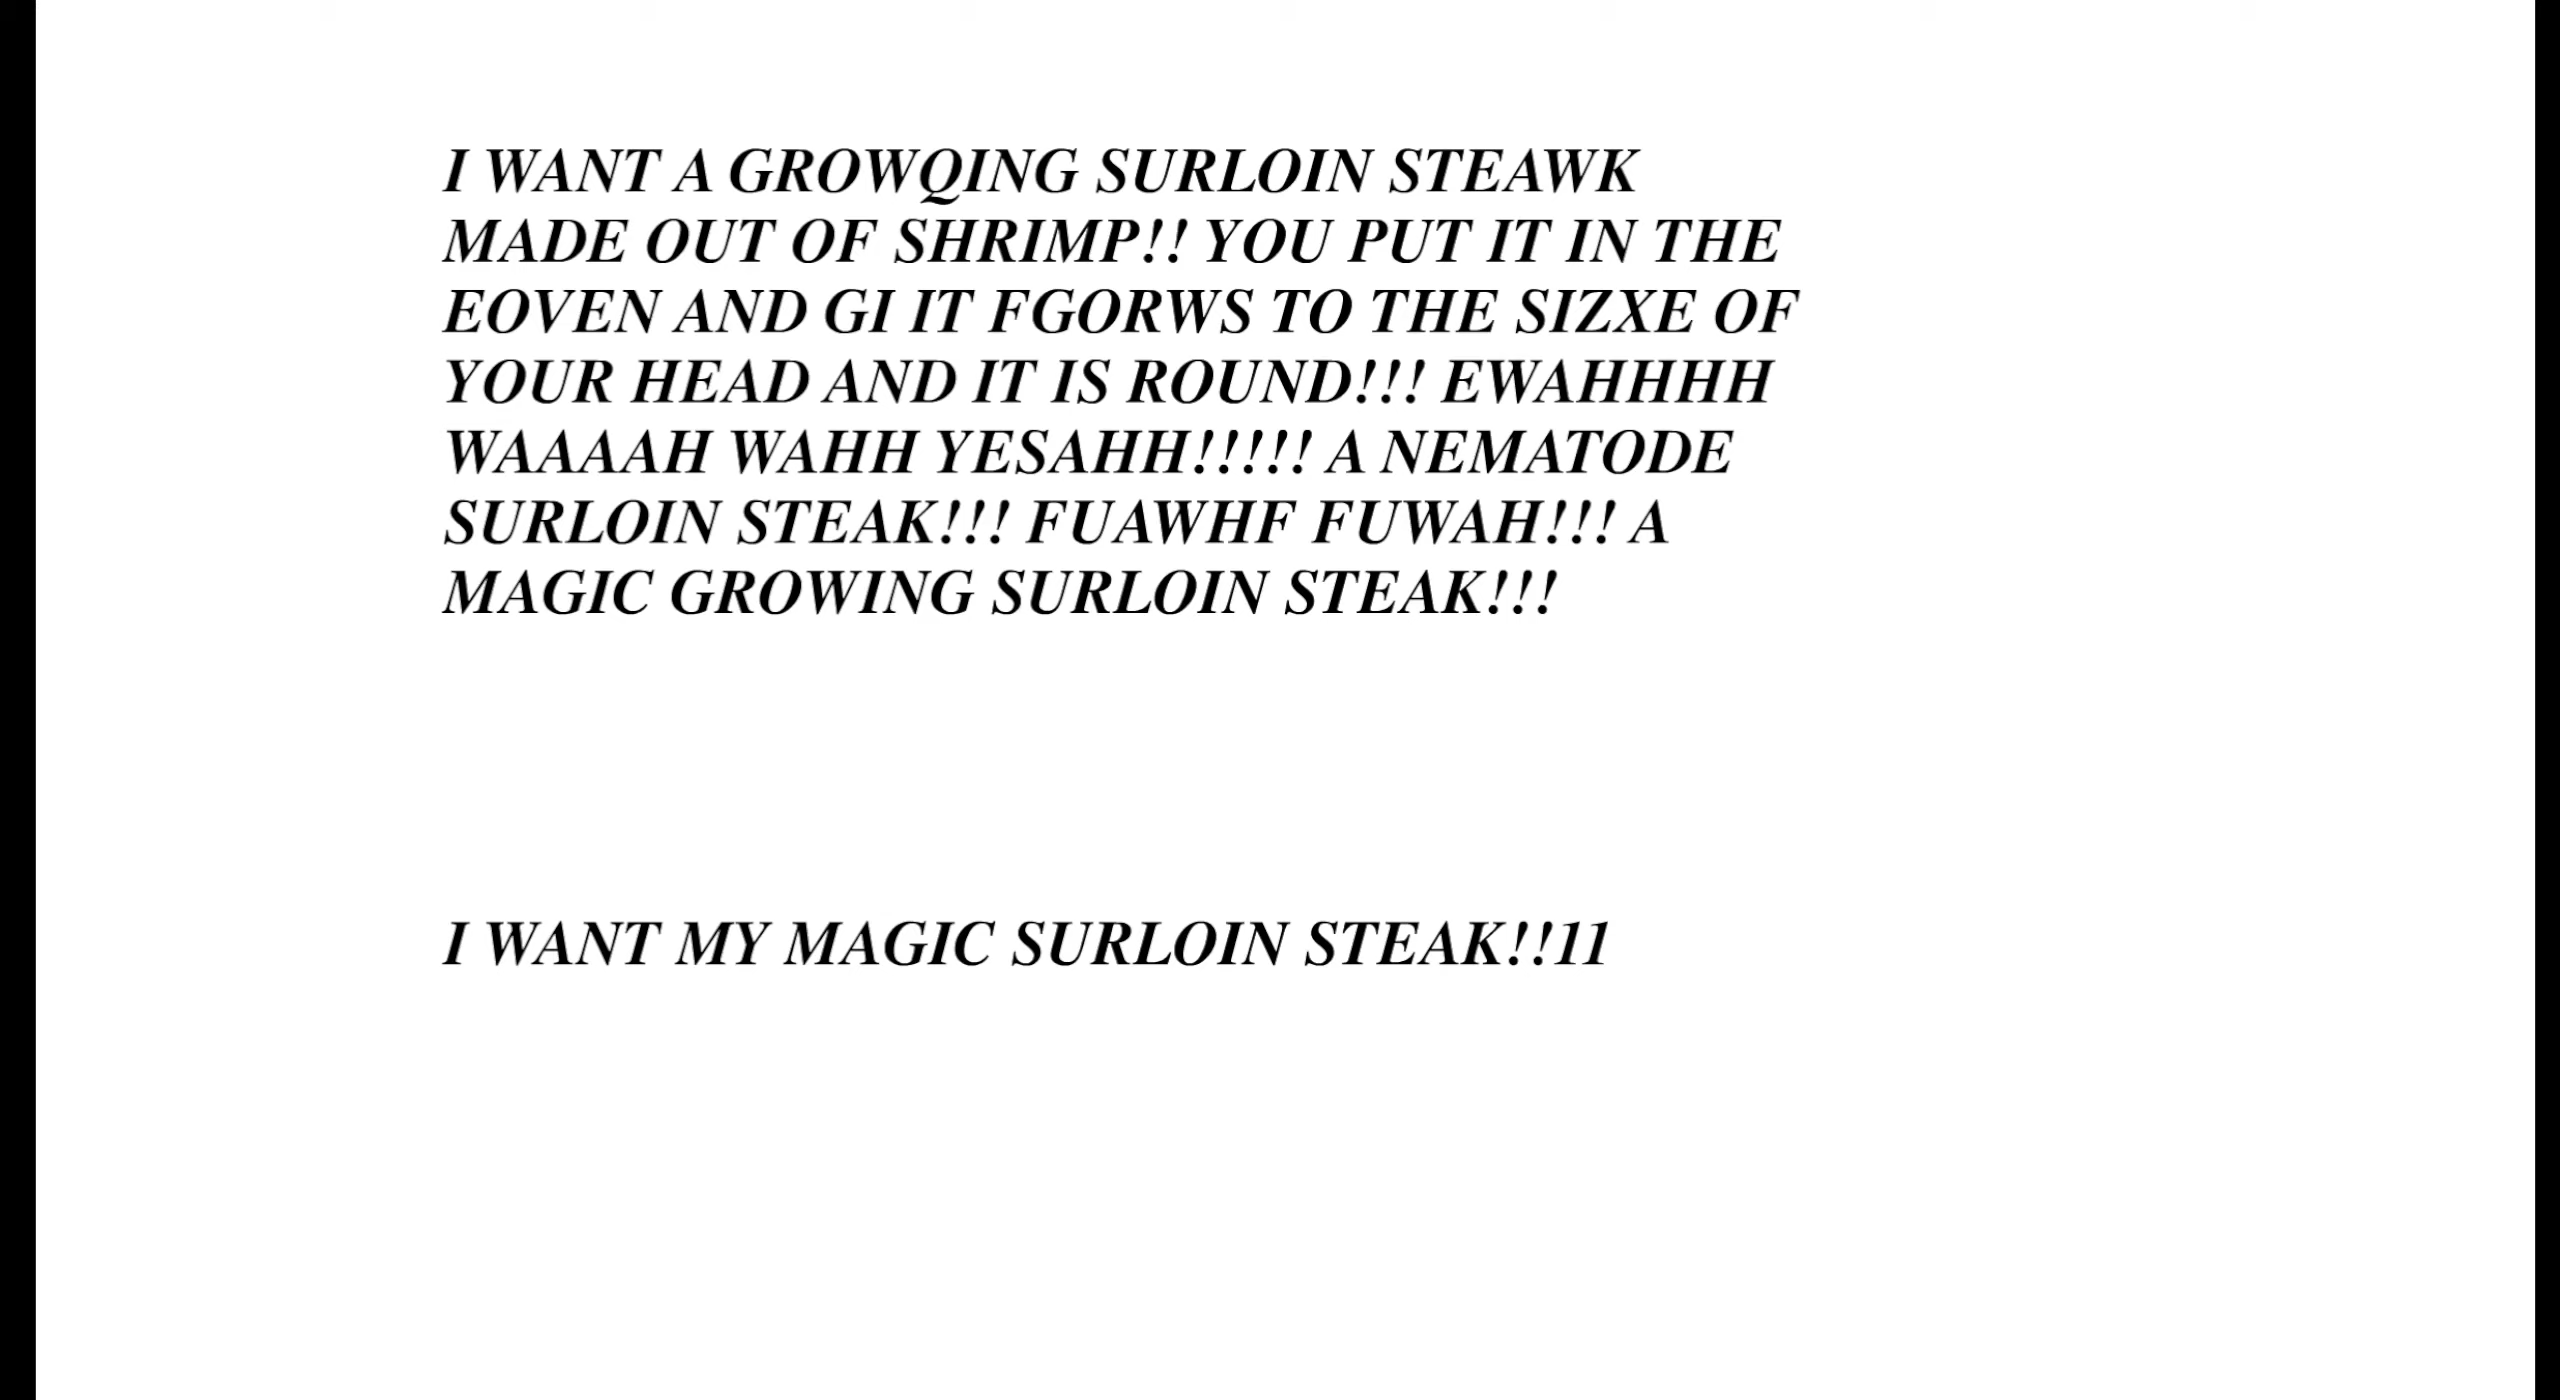 I WANT A GROWQING SURLOIN STEAWK
MADE OUT OF SHRIMP!! YOU PUT IT IN THE
EOVEN AND GI IT FGORWS TO THE SIZXE OF
YOUR HEAD AND IT IS ROUND!!! EWAHHHH
WAAAAH WAHH YESAHH!!!!! A NEMATODE
SURLOIN STEAK!!! FUAWHF FUWAH!!! A
MAGIC GROWING SURLOIN STEAK!!!
I WANT MY MAGIC SURLOIN STEAK!!11